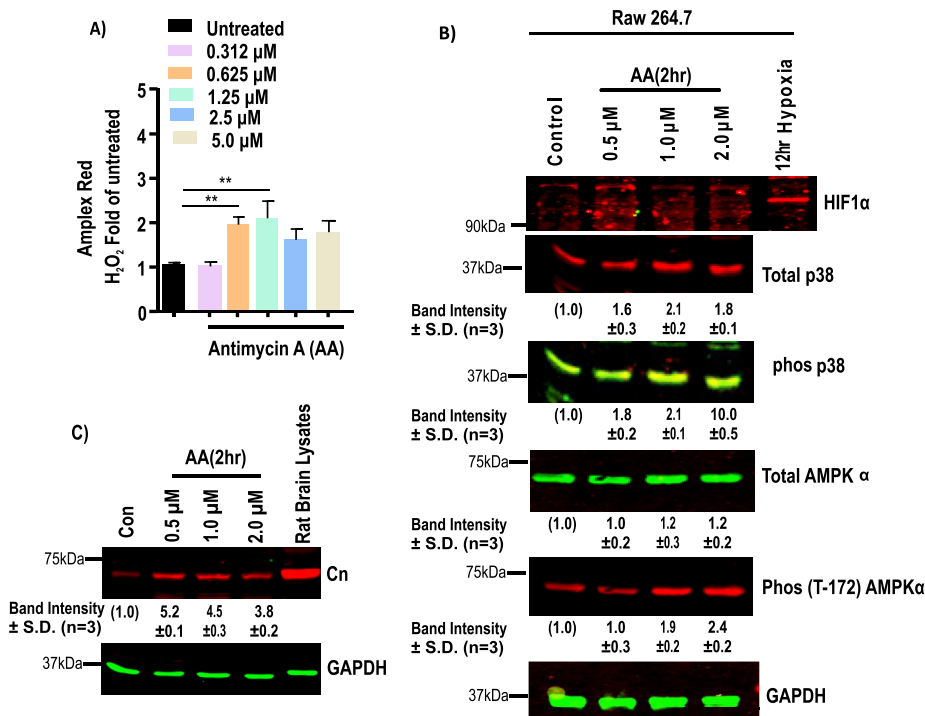 A)
Untreated
0.312 µM
0.625 µM
1.25 µM
2.5 µM
5.0 µM
Amplex Red
H₂O₂ Fold of untreated
5
4
3
2
1
0
**
**
Antimycin A (AA)
B)
Raw 264.7
AA(2hr)
Control
0.5 µM
1.0 µM
2.0 µM
12hr Hypoxia
HIF1α
90kDa
37kDa
Total p38
Band Intensity (1.0) 1.6 2.1 1.8
± S.D. (n=3) ±0.3 ±0.2 ±0.1
phos p38
37kDa
Band Intensity (1.0) 1.8 2.1 10.0
± S.D. (n=3) ±0.2 ±0.1 ±0.5
75kDa
Total AMPK α
Band Intensity (1.0) 1.0 1.2 1.2
± S.D. (n=3) ±0.2 ±0.3 ±0.2
75kDa
Phos (T-172) AMPKα
Band Intensity (1.0) 1.0 1.9 2.4
± S.D. (n=3) ±0.3 ±0.2 ±0.2
37kDa
GAPDH
C)
AA(2hr)
Con
0.5 µM
1.0 µM
2.0 µM
Rat Brain Lysates
75kDa
Cn
Band Intensity (1.0) 5.2 4.5 3.8
± S.D. (n=3) ±0.1 ±0.3 ±0.2
37kDa
GAPDH